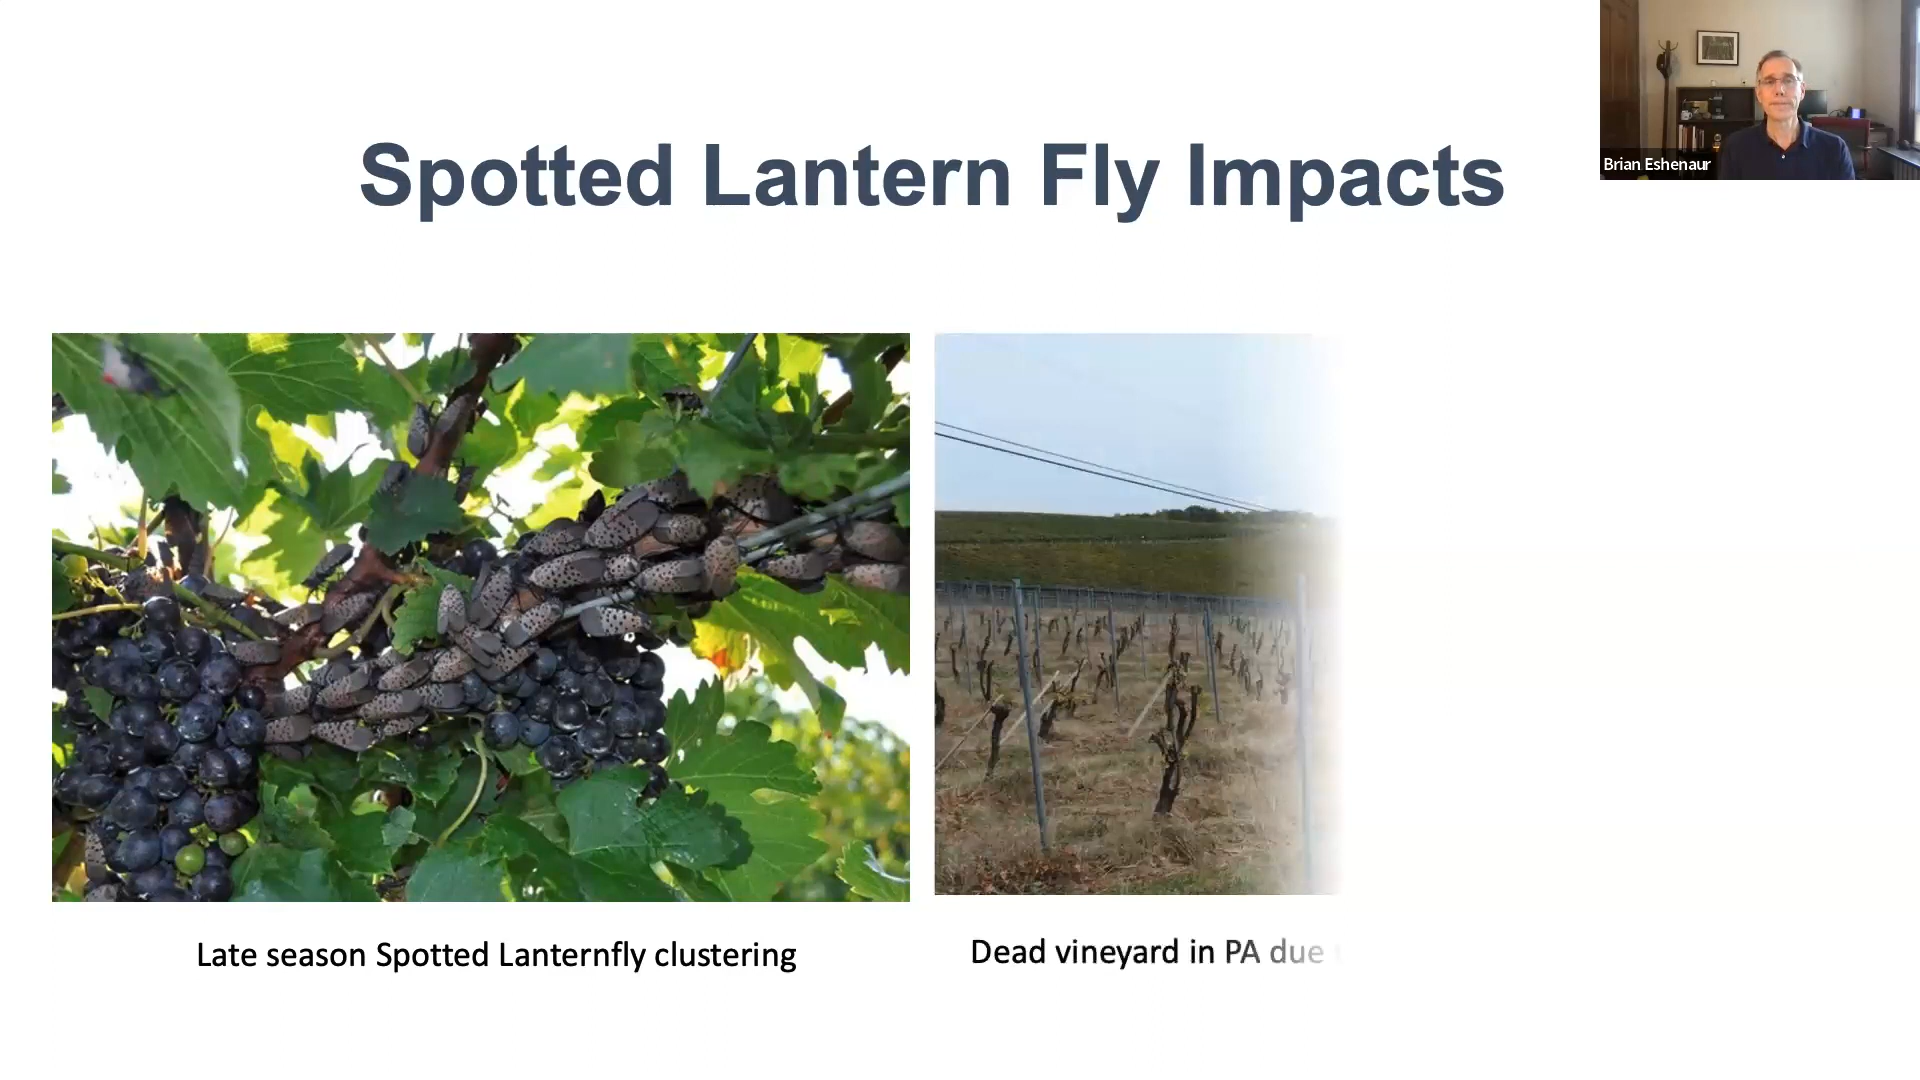 Spotted Lantern Fly Impacts
Brian Eshenaur
Late season Spotted Lanternfly clustering
Dead vineyard in PA due